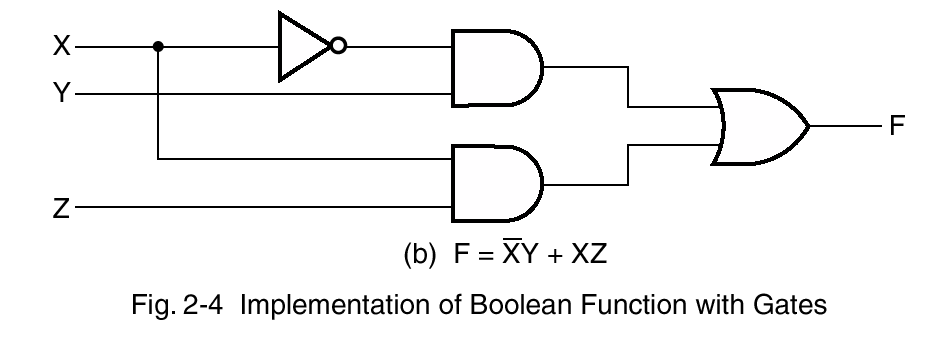 X
Y
Z
F
(b) F = X̅Y + XZ
Fig. 2-4 Implementation of Boolean Function with Gates